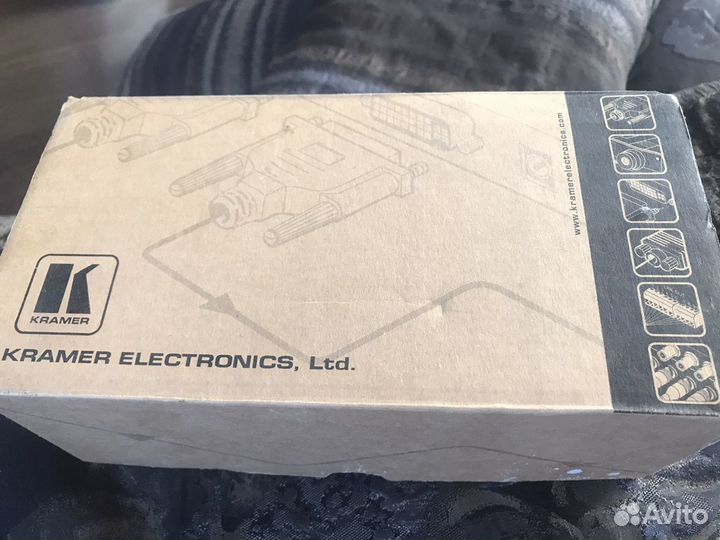 www.kramerelectronics.com
KRAMER
KRAMER ELECTRONICS, Ltd.
Avito